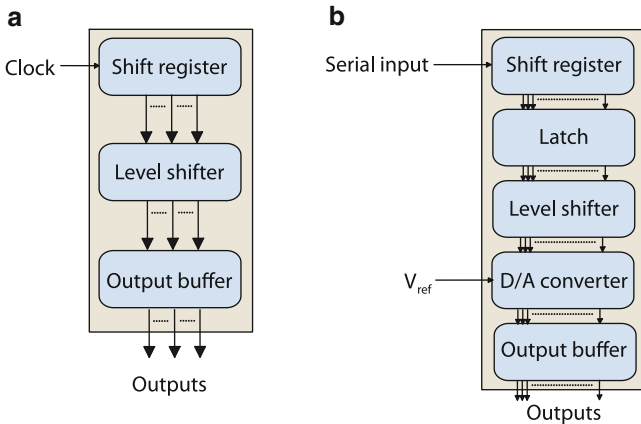 a
Clock
Shift register
Level shifter
Output buffer
Outputs
b
Serial input
Shift register
Latch
Level shifter
V_ref
D/A converter
Output buffer
Outputs